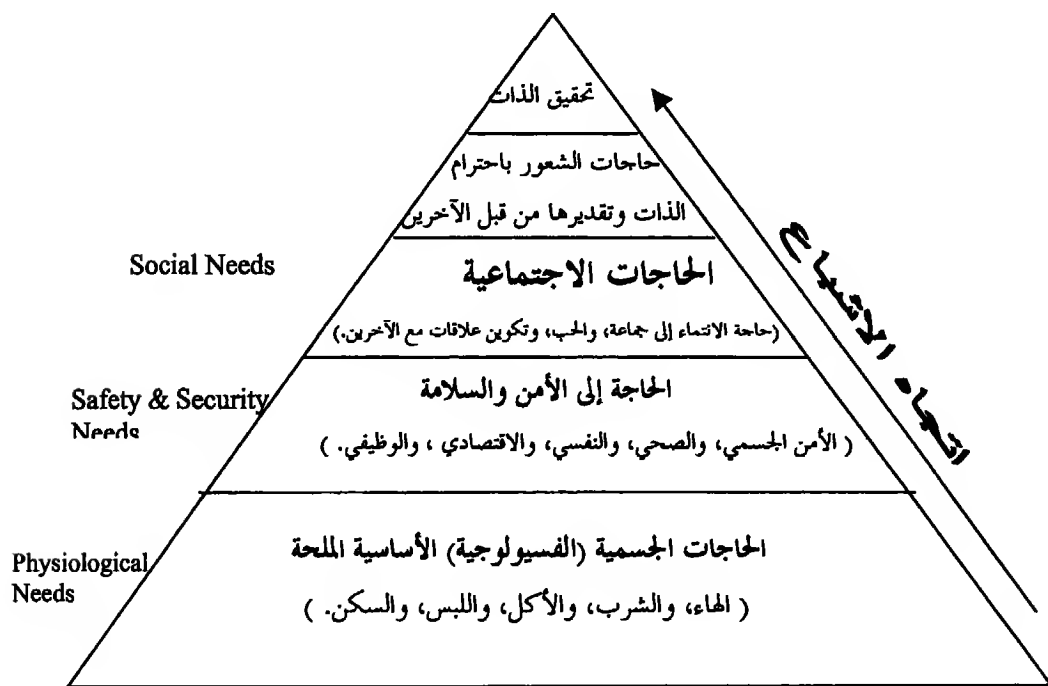 تحقيق الذات
حاجات الشعور باحترام
الذات وتقديرها من قبل الآخرين
Social Needs
الحاجات الاجتماعية
(حاجة الانتماء إلى جماعة، والحب، وتكوين علاقات مع الآخرين.)
اتجاه الاشباع
Safety & Security
Needs
الحاجة إلى الأمن والسلامة
( الأمن الجسمي، والصحي، والنفسي، والاقتصادي ، والوظيفي. )
Physiological
Needs
الحاجات الجسمية (الفسيولوجية) الأساسية الملحة
( الهاء، والشرب، والأكل، واللبس، والسكن. )